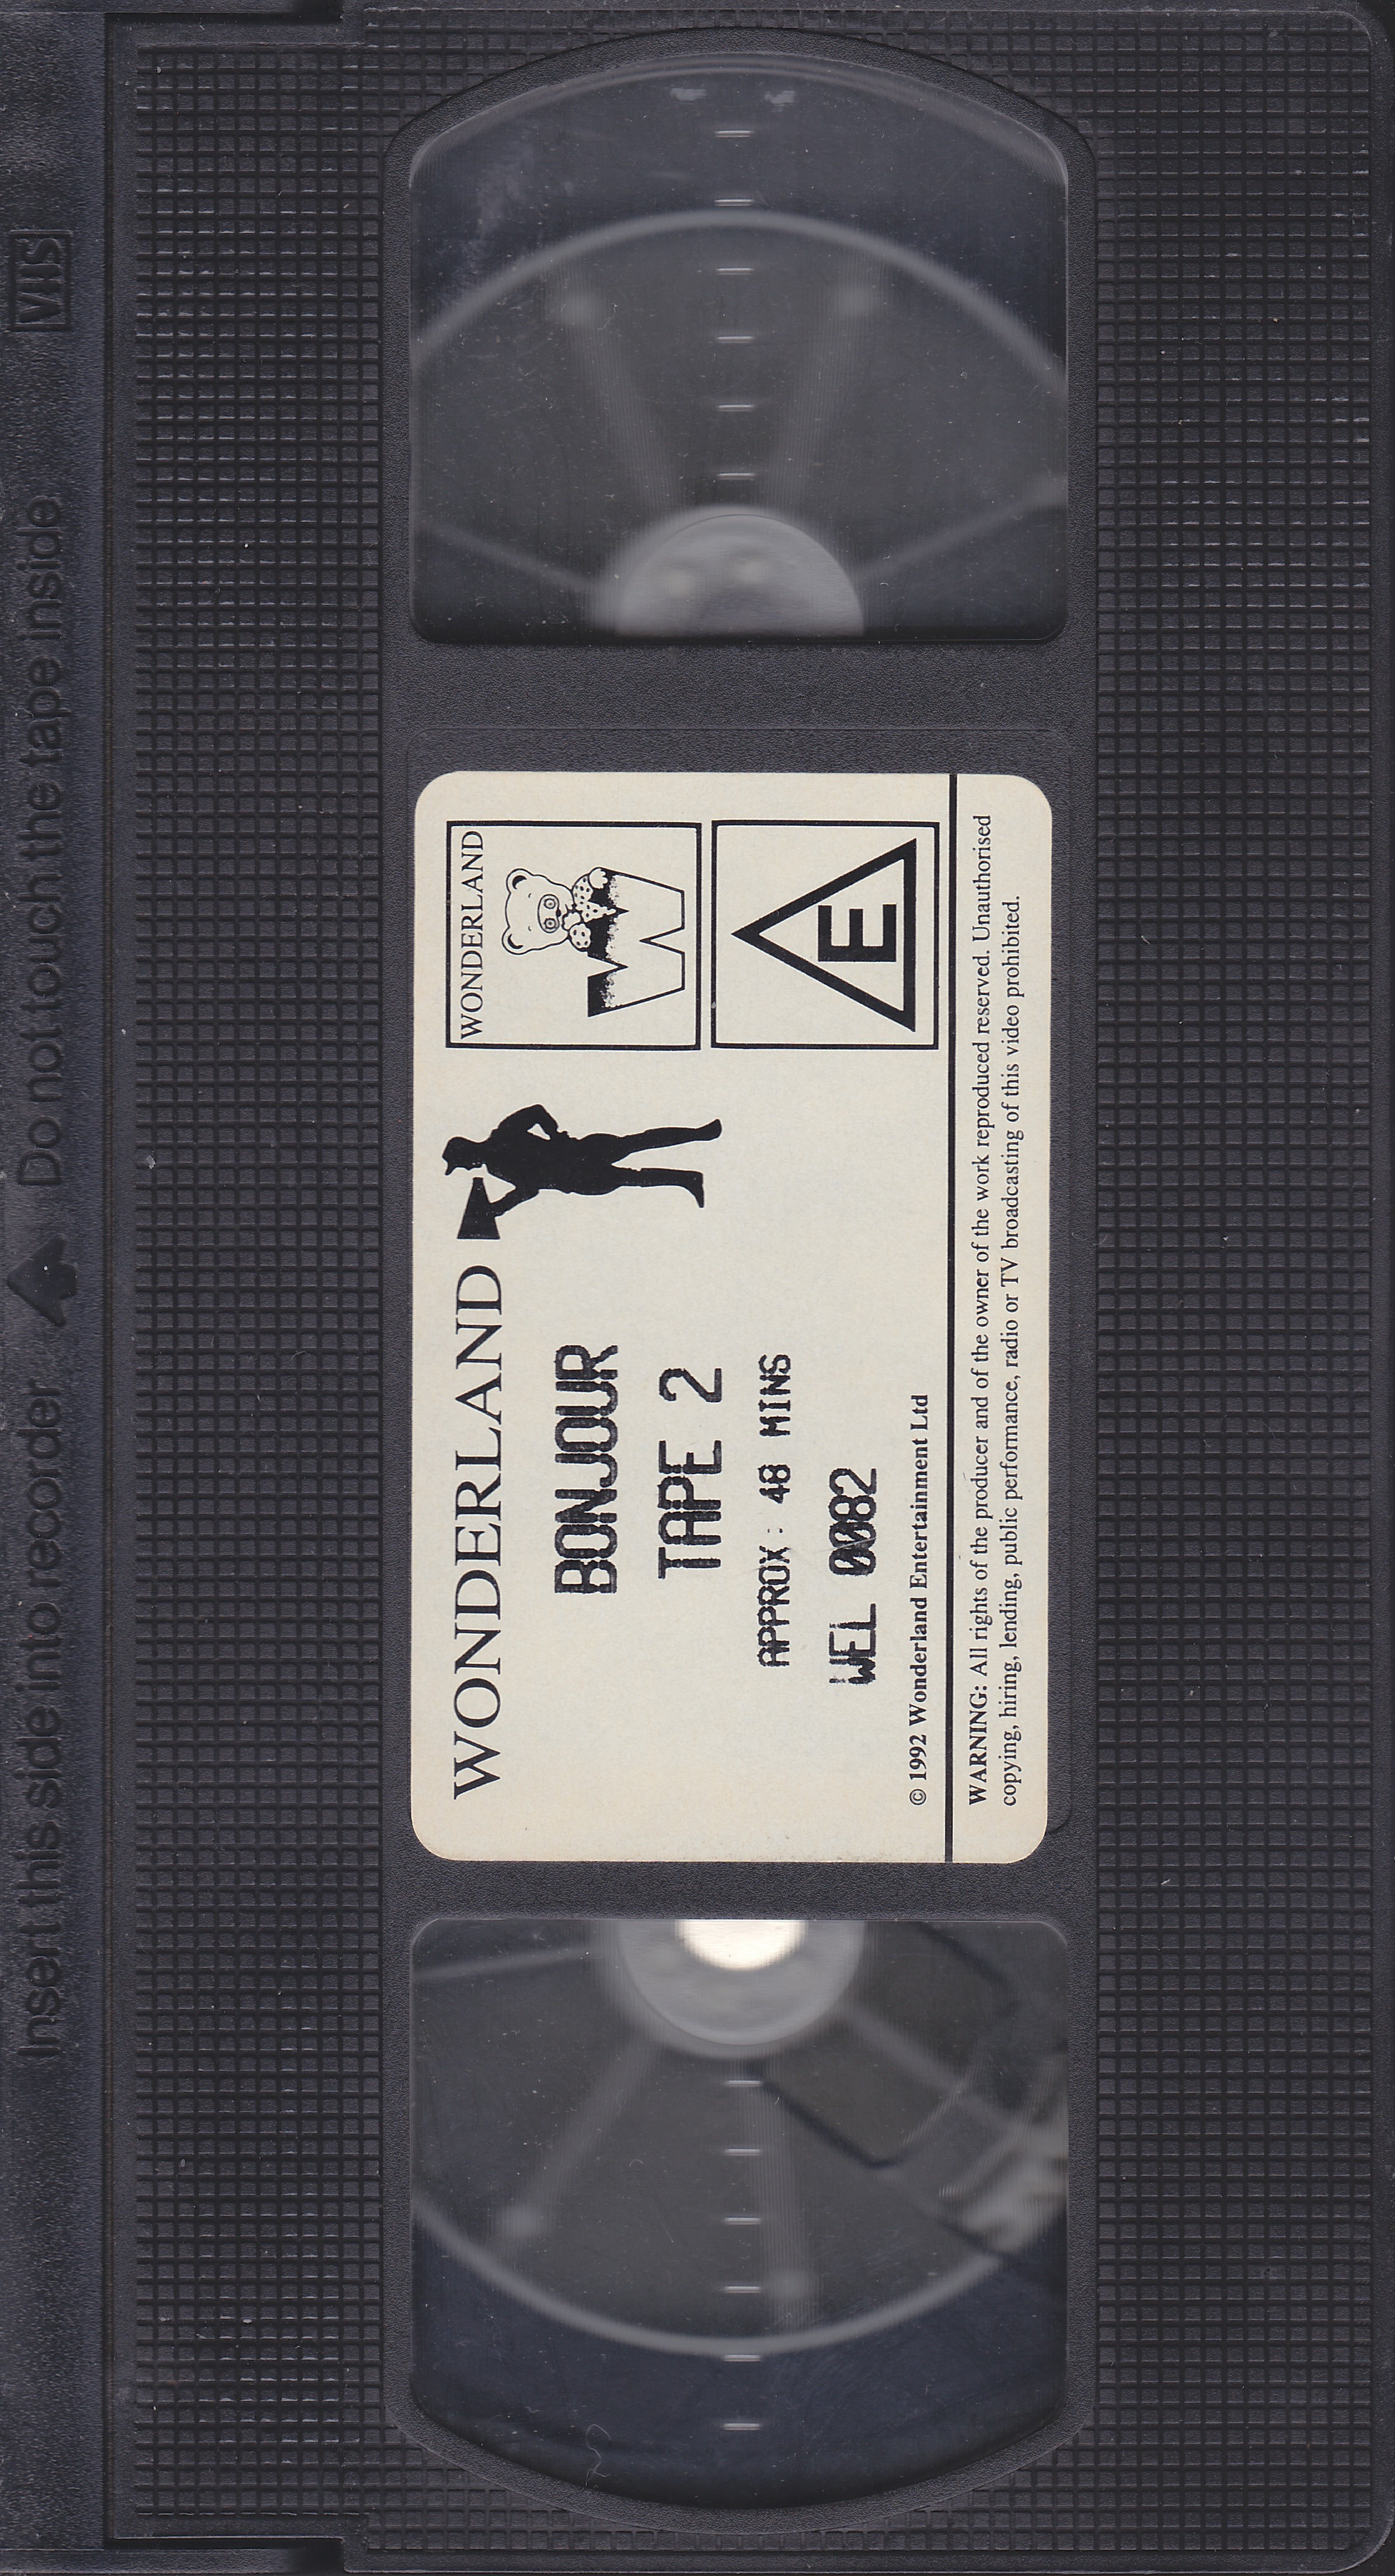 Insert this side into recorder
Do not touch the tape inside
VHS
WONDERLAND
BONJOUR
TAPE 2
APPROX: 48 MINS
WEL 0082
© 1992 Wonderland Entertainment Ltd
WONDERLAND
W
E
WARNING: All rights of the producer and of the owner of the work reproduced reserved. Unauthorised
copying, hiring, lending, public performance, radio or TV broadcasting of this video prohibited.